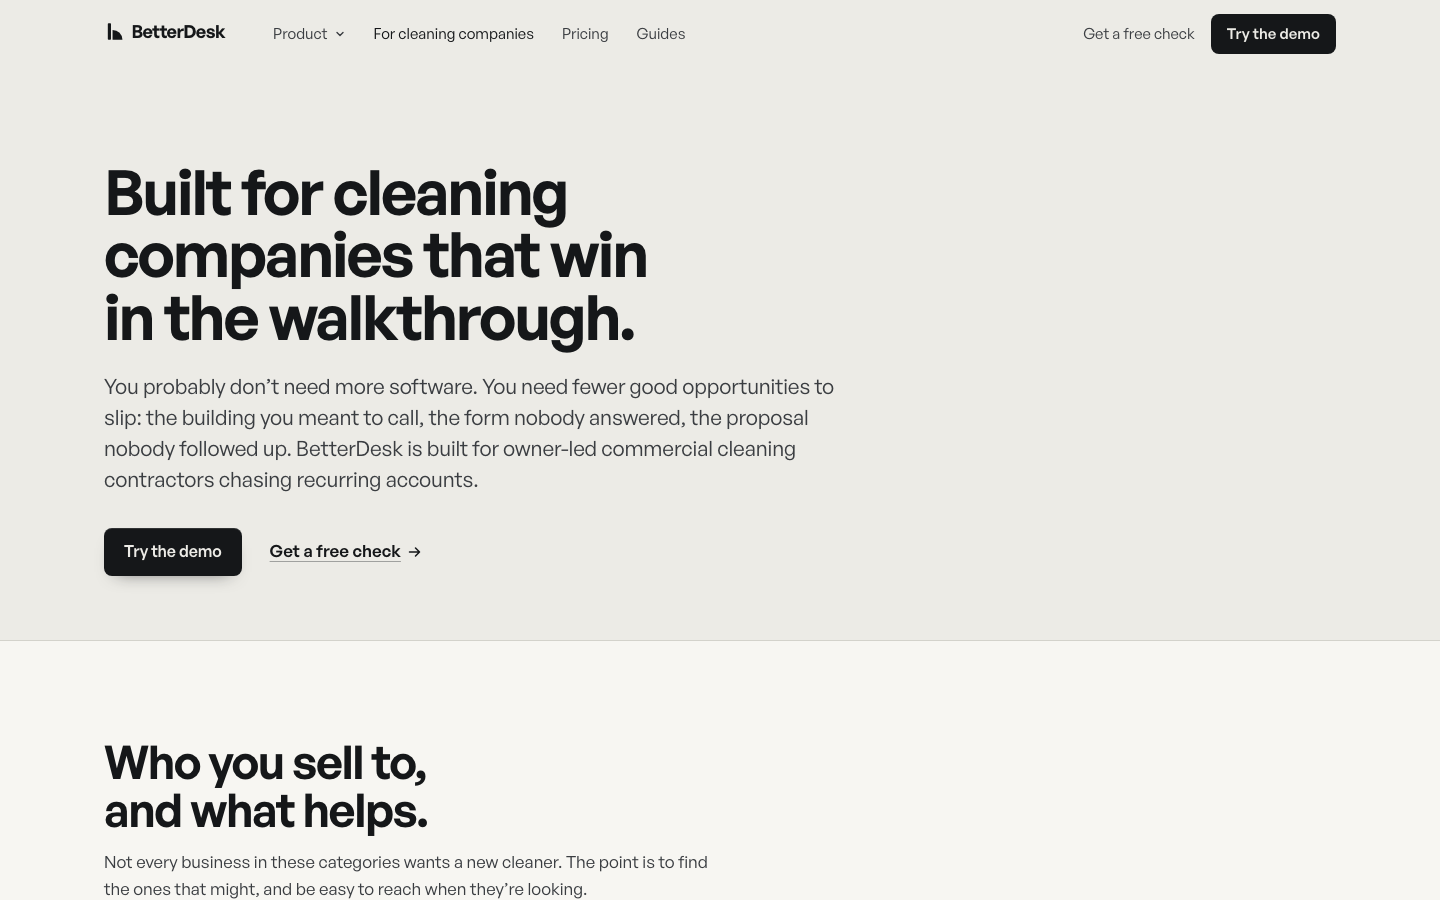 BetterDesk
Product
For cleaning companies
Pricing
Guides
Get a free check
Try the demo
Built for cleaning
companies that win
in the walkthrough.
You probably don’t need more software. You need fewer good opportunities to
slip: the building you meant to call, the form nobody answered, the proposal
nobody followed up. BetterDesk is built for owner-led commercial cleaning
contractors chasing recurring accounts.
Try the demo
Get a free check →
Who you sell to,
and what helps.
Not every business in these categories wants a new cleaner. The point is to find
the ones that might, and be easy to reach when they’re looking.